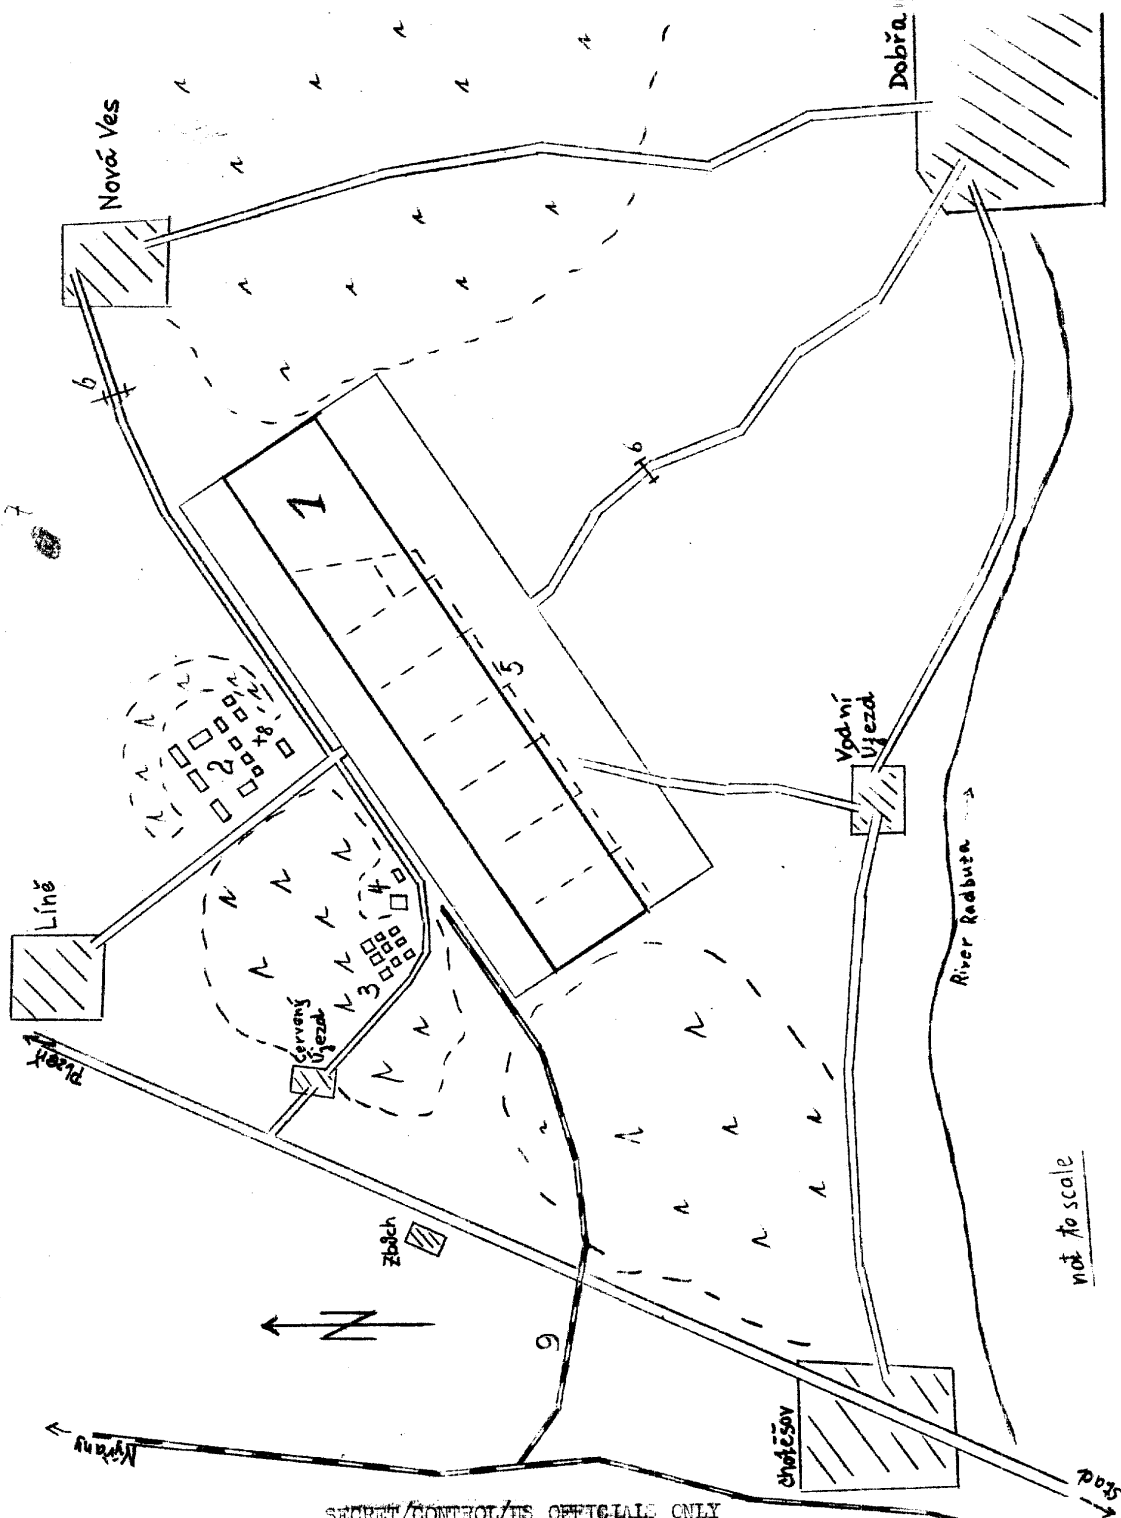 Nová Ves
Dobřa
6
7
1
6
2
+8
5
Líně
4
3
Vodní
Újezd
Červený
Újezd
Plzeň
River Radbuza
Zbůch
N
9
not to scale
Chotěšov
Nýřany
Stod
SECRET/CONTROL/US OFFICIALS ONLY